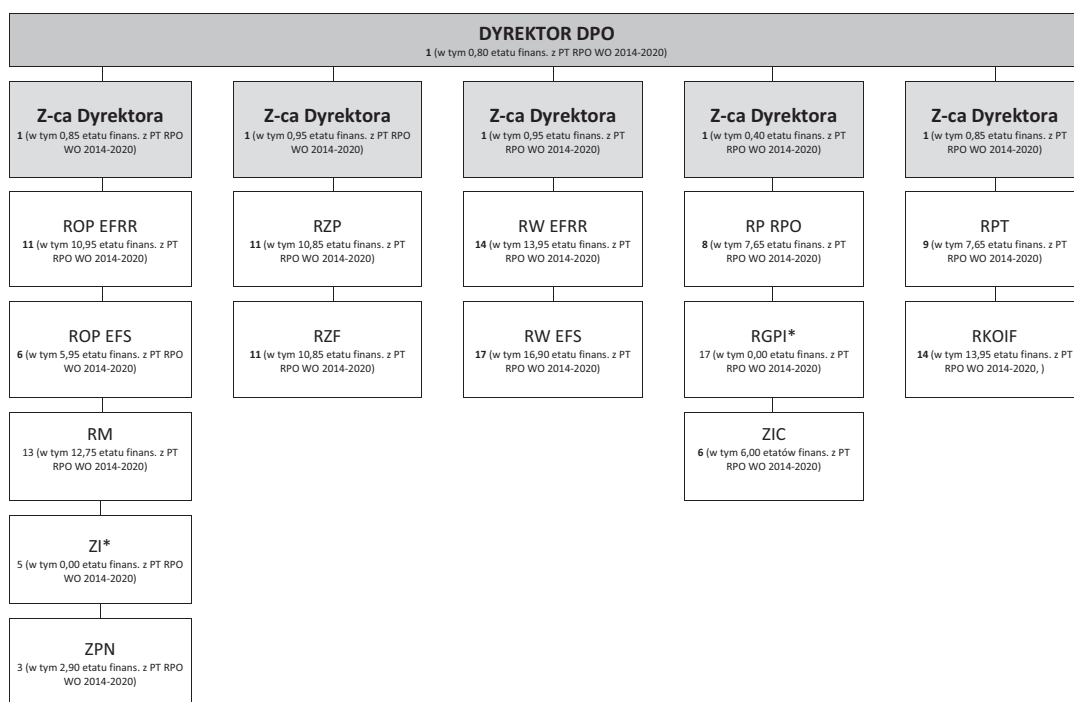 DYREKTOR DPO
1 (w tym 0,80 etatu finans. z PT RPO WO 2014-2020)
Z-ca Dyrektora
1 (w tym 0,85 etatu finans. z PT RPO
WO 2014-2020)
ROP EFRR
11 (w tym 10,95 etatu finans. z PT
RPO WO 2014-2020)
ROP EFS
6 (w tym 5,95 etatu finans. z PT RPO
WO 2014-2020)
RM
13 (w tym 12,75 etatu finans. z PT
RPO WO 2014-2020)
ZI*
5 (w tym 0,00 etatu finans. z PT RPO
WO 2014-2020)
ZPN
3 (w tym 2,90 etatu finans. z PT RPO
WO 2014-2020)
Z-ca Dyrektora
1 (w tym 0,95 etatu finans. z PT RPO
WO 2014-2020)
RZP
11 (w tym 10,85 etatu finans. z PT
RPO WO 2014-2020)
RZF
11 (w tym 10,85 etatu finans. z PT
RPO WO 2014-2020)
Z-ca Dyrektora
1 (w tym 0,95 etatu finans. z PT
RPO WO 2014-2020)
RW EFRR
14 (w tym 13,95 etatu finans. z PT
RPO WO 2014-2020)
RW EFS
17 (w tym 16,90 etatu finans. z PT
RPO WO 2014-2020)
Z-ca Dyrektora
1 (w tym 0,40 etatu finans. z PT
RPO WO 2014-2020)
RP RPO
8 (w tym 7,65 etatu finans. z PT
RPO WO 2014-2020)
RGPI*
17 (w tym 0,00 etatu finans. z PT
RPO WO 2014-2020)
ZIC
6 (w tym 6,00 etatów finans. z PT
RPO WO 2014-2020)
Z-ca Dyrektora
1 (w tym 0,85 etatu finans. z PT
RPO WO 2014-2020)
RPT
9 (w tym 7,65 etatu finans. z PT
RPO WO 2014-2020)
RKOIF
14 (w tym 13,95 etatu finans. z PT
RPO WO 2014-2020, )